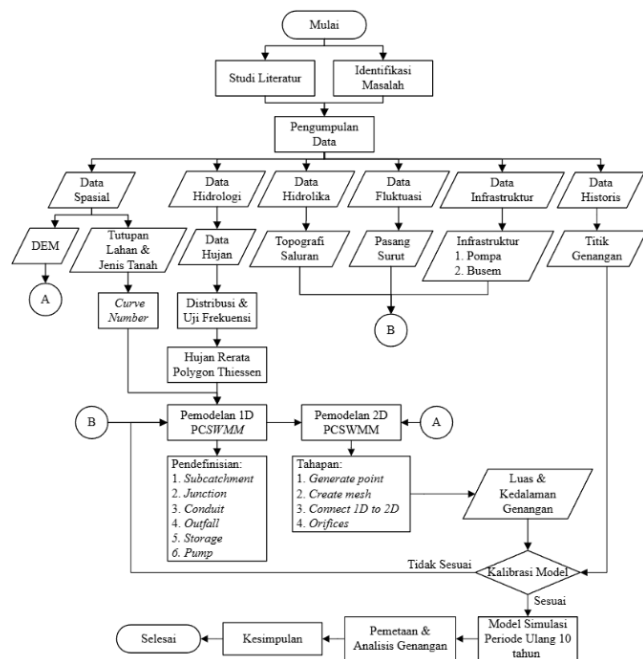 Mulai
Studi Literatur
Identifikasi
Masalah
Pengumpulan
Data
Data
Spasial
Data
Hidrologi
Data
Hidrolika
Data
Fluktuasi
Data
Infrastruktur
Data
Historis
DEM
Tutupan
Lahan &
Jenis Tanah
Data
Hujan
Topografi
Saluran
Pasang
Surut
Infrastruktur
1. Pompa
2. Busem
Titik
Genangan
A
Curve
Number
Distribusi &
Uji Frekuensi
B
Hujan Rerata
Polygon Thiessen
B
Pemodelan 1D
PCSWMM
Pemodelan 2D
PCSWMM
A
Pendefinisian:
1. Subcatchment
2. Junction
3. Conduit
4. Outfall
5. Storage
6. Pump
Tahapan:
1. Generate point
2. Create mesh
3. Connect 1D to 2D
4. Orifices
Luas &
Kedalaman
Genangan
Tidak Sesuai
Kalibrasi Model
Sesuai
Selesai
Kesimpulan
Pemetaan &
Analisis Genangan
Model Simulasi
Periode Ulang 10
tahun